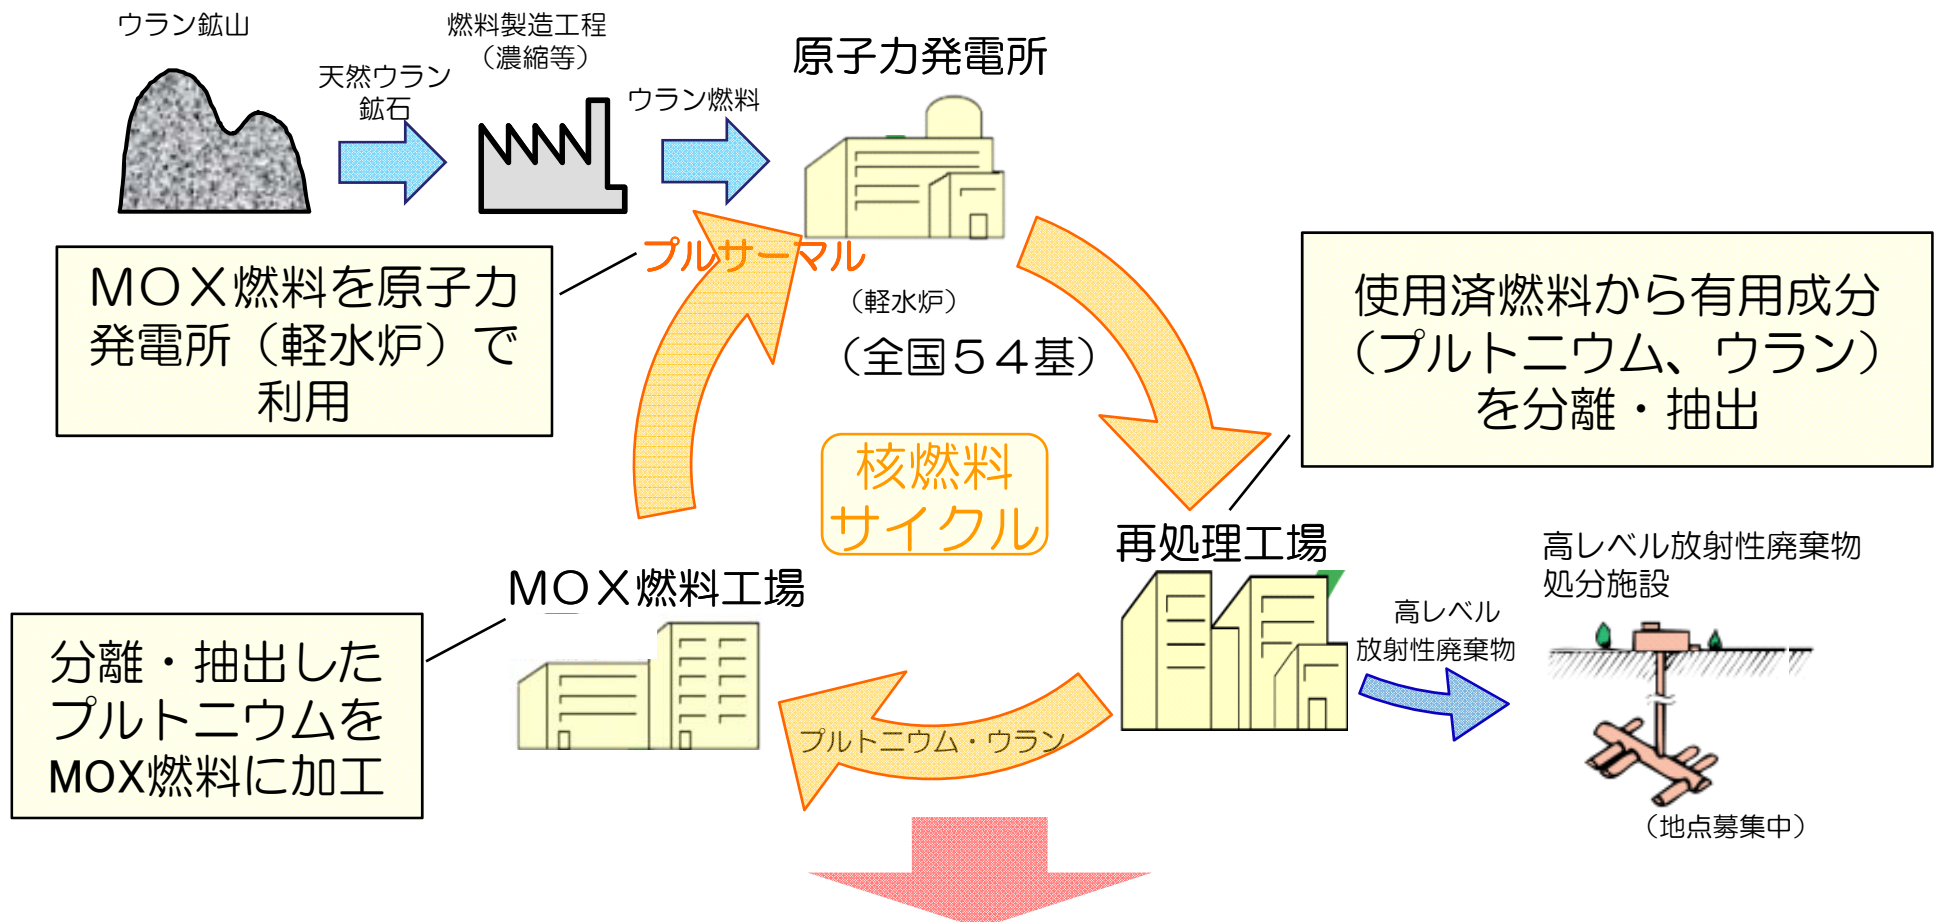 ウラン鉱山
天然ウラン
鉱石
燃料製造工程
（濃縮等）
ウラン燃料
原子力発電所
プルサーマル
ＭＯＸ燃料を原子力
発電所（軽水炉）で
利用
（軽水炉）
（全国５４基）
使用済燃料から有用成分
（プルトニウム、ウラン）
を分離・抽出
核燃料
サイクル
再処理工場
高レベル
放射性廃棄物
高レベル放射性廃棄物
処分施設
（地点募集中）
ＭＯＸ燃料工場
分離・抽出した
プルトニウムを
MOX燃料に加工
プルトニウム・ウラン